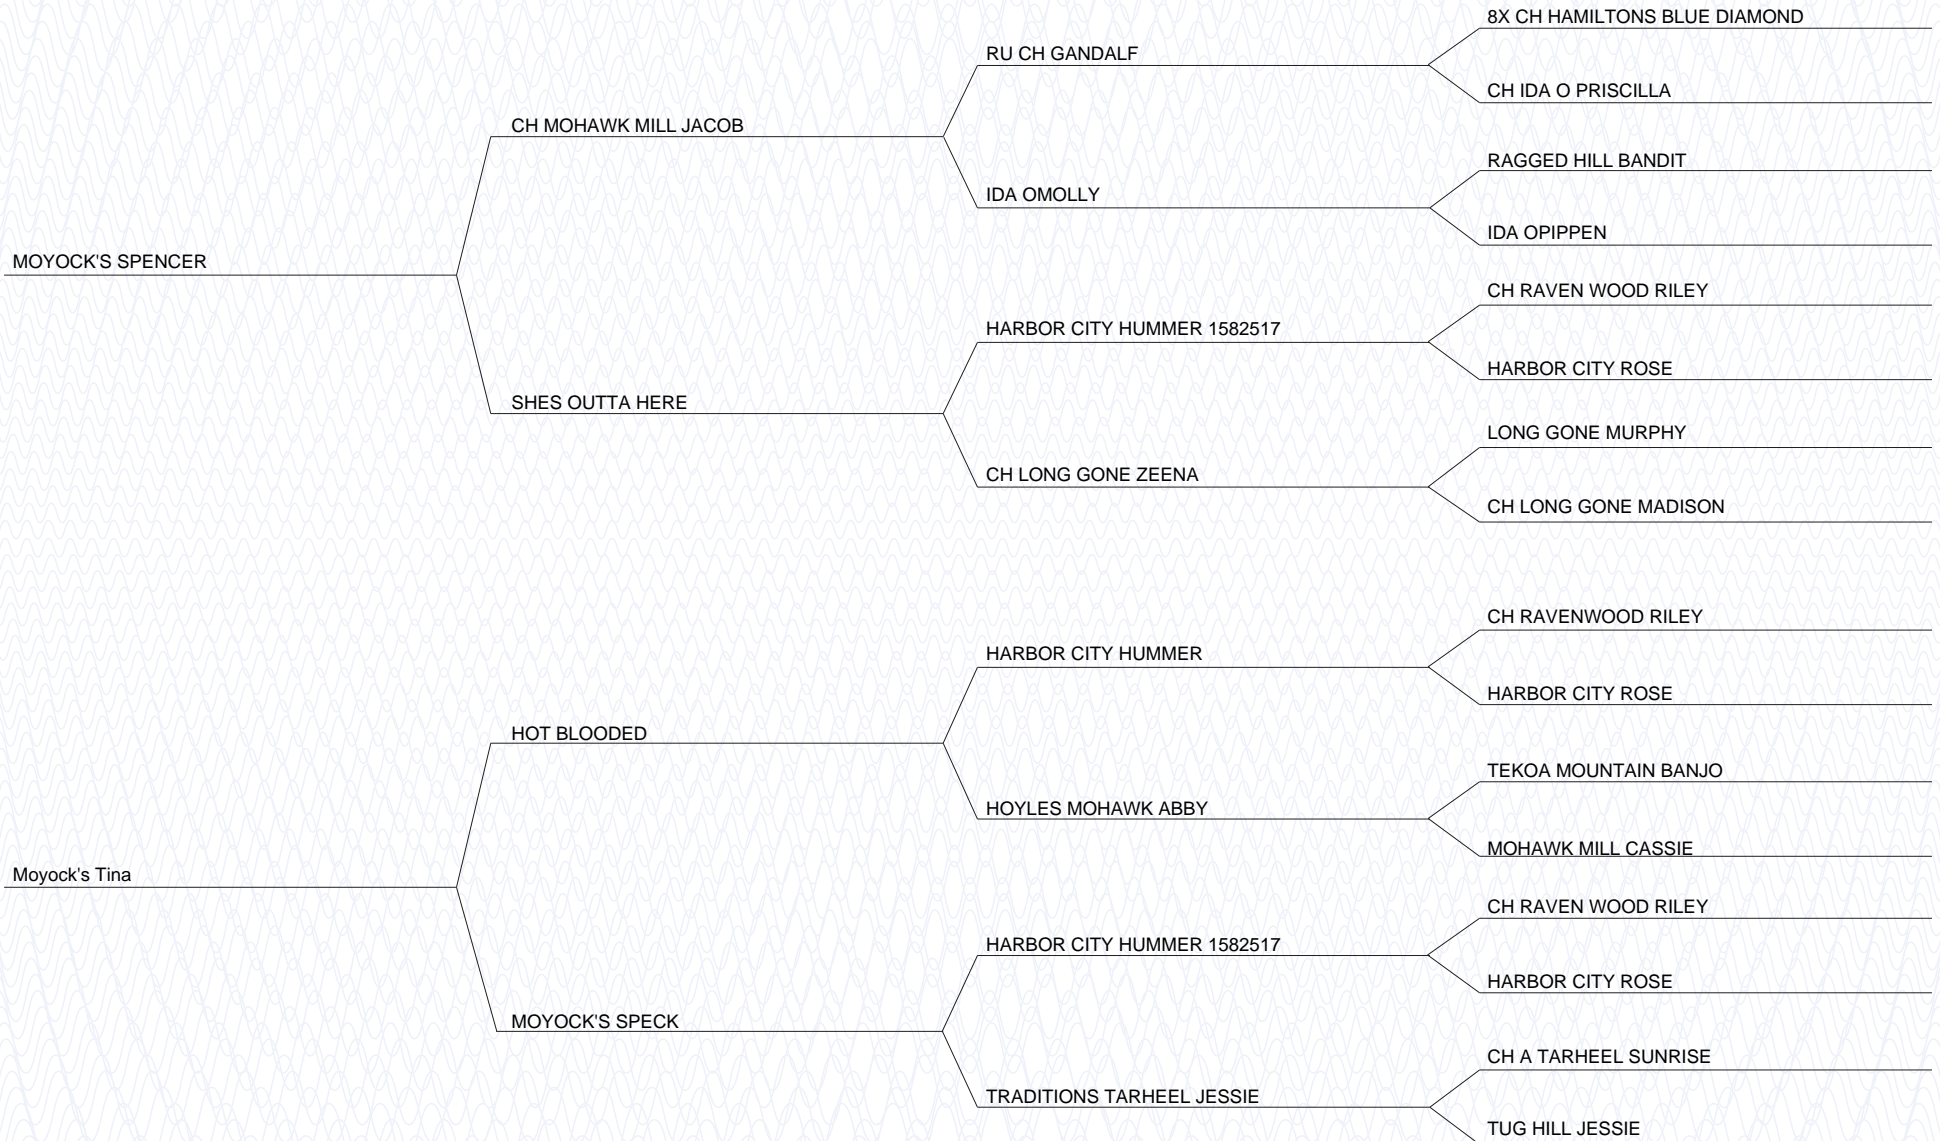 8X CH HAMILTONS BLUE DIAMOND
RU CH GANDALF
CH IDA O PRISCILLA
CH MOHAWK MILL JACOB
RAGGED HILL BANDIT
IDA OMOLLY
IDA OPIPPEN
MOYOCK'S SPENCER
CH RAVEN WOOD RILEY
HARBOR CITY HUMMER 1582517
HARBOR CITY ROSE
SHES OUTTA HERE
LONG GONE MURPHY
CH LONG GONE ZEENA
CH LONG GONE MADISON
CH RAVENWOOD RILEY
HARBOR CITY HUMMER
HARBOR CITY ROSE
HOT BLOODED
TEKOA MOUNTAIN BANJO
HOYLES MOHAWK ABBY
MOHAWK MILL CASSIE
Moyock's Tina
CH RAVEN WOOD RILEY
HARBOR CITY HUMMER 1582517
HARBOR CITY ROSE
MOYOCK'S SPECK
CH A TARHEEL SUNRISE
TRADITIONS TARHEEL JESSIE
TUG HILL JESSIE